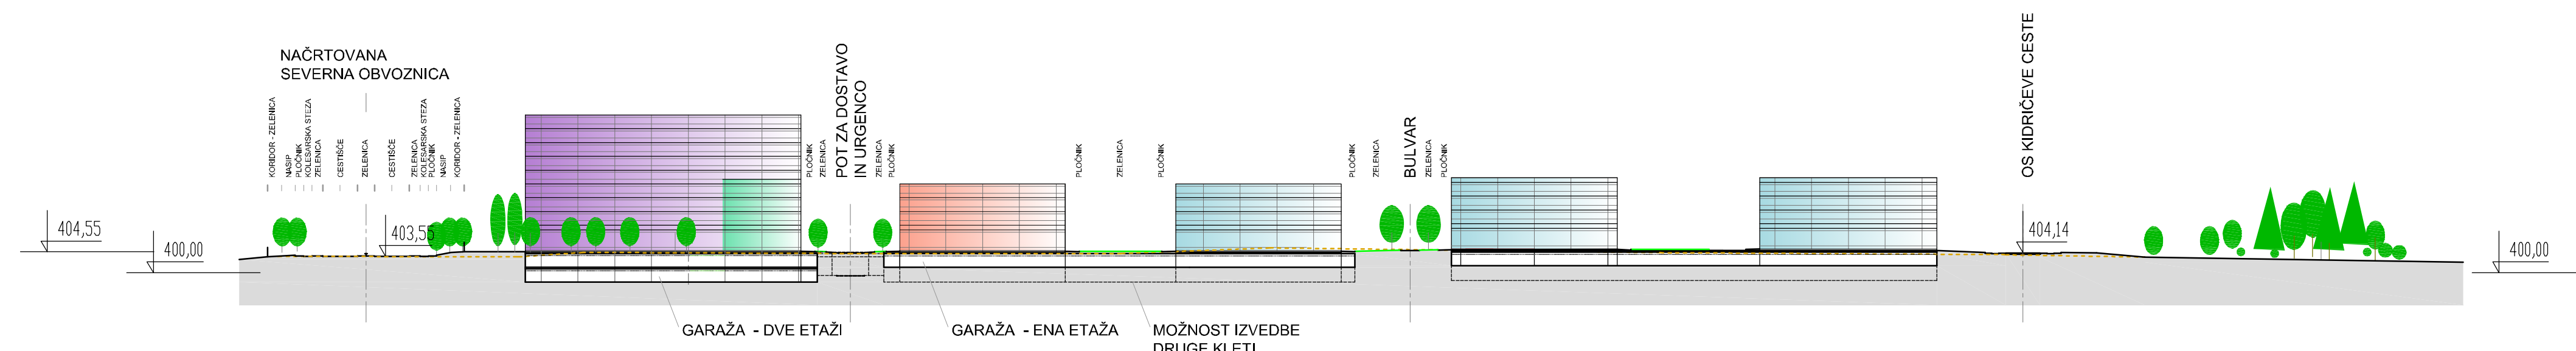 NAČRTOVANA
SEVERNA OBVOZNICA
KORIDOR - ZELENICA
NASIP
PLOČNIK
KOLESARSKA STEZA
ZELENICA
CESTIŠČE
ZELENICA
CESTIŠČE
ZELENICA
KOLESARSKA STEZA
PLOČNIK
NASIP
KORIDOR - ZELENICA
PLOČNIK
ZELENICA
POT ZA DOSTAVO
IN URGENCO
ZELENICA
PLOČNIK
PLOČNIK
ZELENICA
PLOČNIK
PLOČNIK
ZELENICA
BULVAR
ZELENICA
PLOČNIK
OS KIDRIČEVE CESTE
404,55
400,00
403,55
404,14
400,00
GARAŽA - DVE ETAŽI
GARAŽA - ENA ETAŽA
MOŽNOST IZVEDBE
DRUGE KLETI